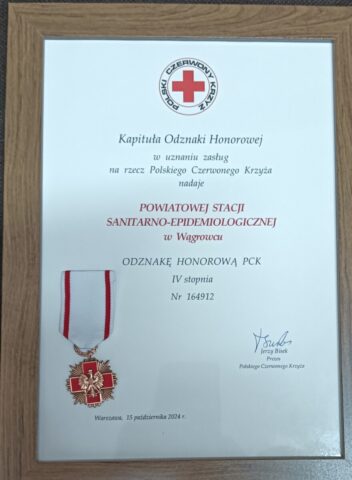 POLSKI CZERWONY KRZYŻ
Kapituła Odznaki Honorowej
w uznaniu zasług
na rzecz Polskiego Czerwonego Krzyża
nadaje
POWIATOWEJ STACJI
SANITARNO-EPIDEMIOLOGICZNEJ
w Wągrowcu
ODZNAKĘ HONOROWĄ PCK
IV stopnia
Nr 164912
Jerzy Bisek
Prezes
Polskiego Czerwonego Krzyża
Warszawa, 15 października 2024 r.